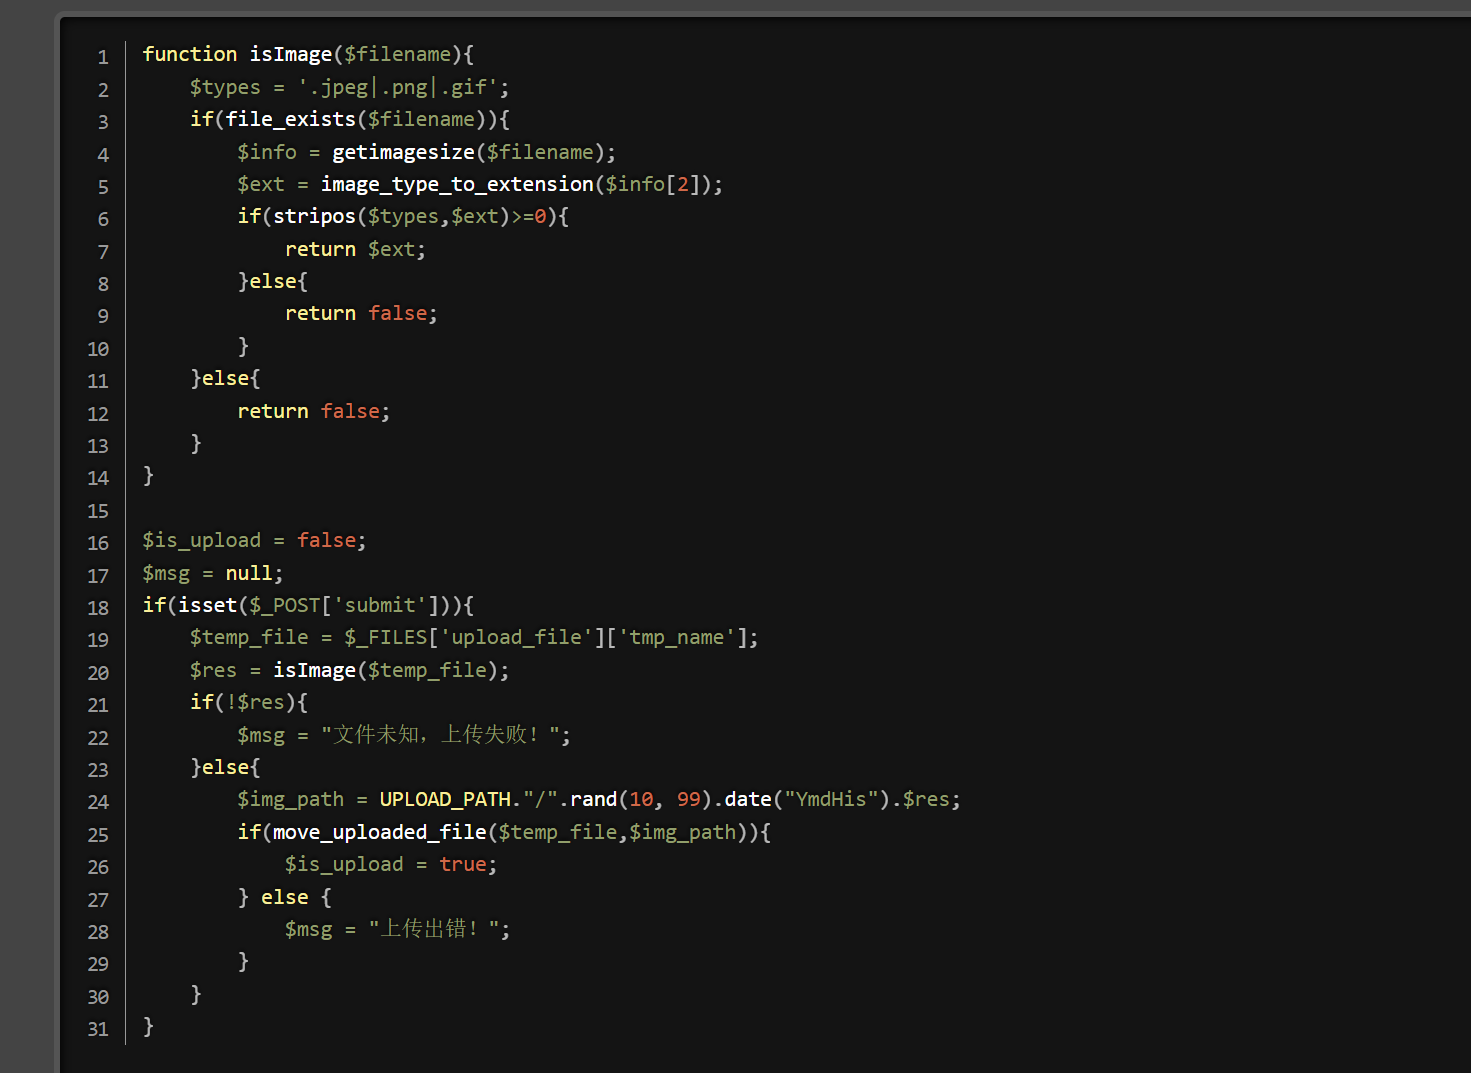 1 function isImage($filename){
2     $types = '.jpeg|.png|.gif';
3     if(file_exists($filename)){
4         $info = getimagesize($filename);
5         $ext = image_type_to_extension($info[2]);
6         if(stripos($types,$ext)>=0){
7             return $ext;
8         }else{
9             return false;
10         }
11     }else{
12         return false;
13     }
14 }
15
16 $is_upload = false;
17 $msg = null;
18 if(isset($_POST['submit'])){
19     $temp_file = $_FILES['upload_file']['tmp_name'];
20     $res = isImage($temp_file);
21     if(!$res){
22         $msg = "文件未知，上传失败！";
23     }else{
24         $img_path = UPLOAD_PATH."/".rand(10, 99).date("YmdHis").$res;
25         if(move_uploaded_file($temp_file,$img_path)){
26             $is_upload = true;
27         } else {
28             $msg = "上传出错！";
29         }
30     }
31 }